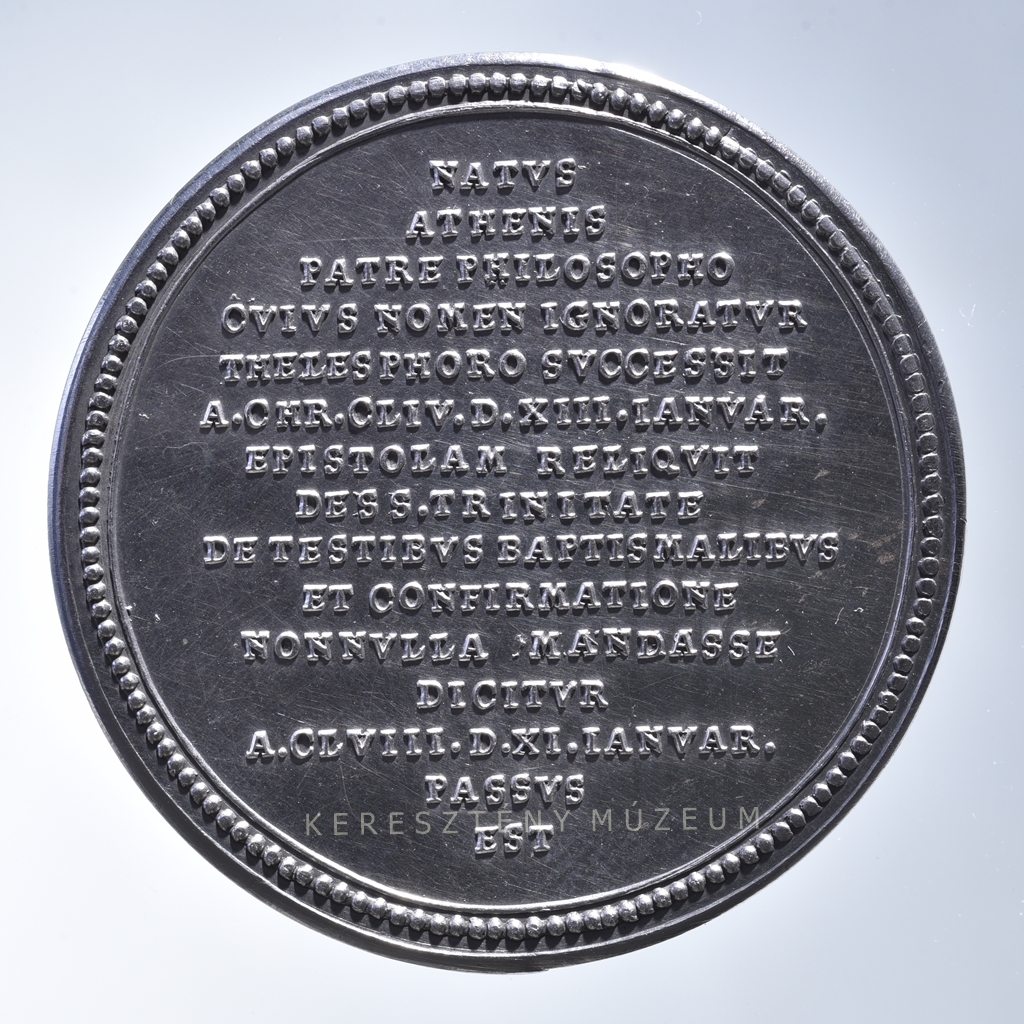 NATVS
ATHENIS
PATRE PHILOSOPHO
CVIVS NOMEN IGNORATVR
THELESPHORO SVCCESSIT
A.CHR.CLIV.D.XIII.IANVAR.
EPISTOLAM RELIQVIT
DE S S.TRINITATE
DE TESTIBVS BAPTISMALIBVS
ET CONFIRMATIONE
NONNVLLA MANDASSE
DICITVR
A.CLVIII.D.XI.IANVAR.
PASSVS
KERESZTÉNY MÚZEUM
EST